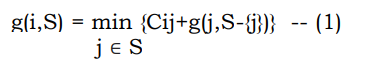 g(i,S) = min {Cij+g(j,S-{j})} -- (1)
j ∈ S